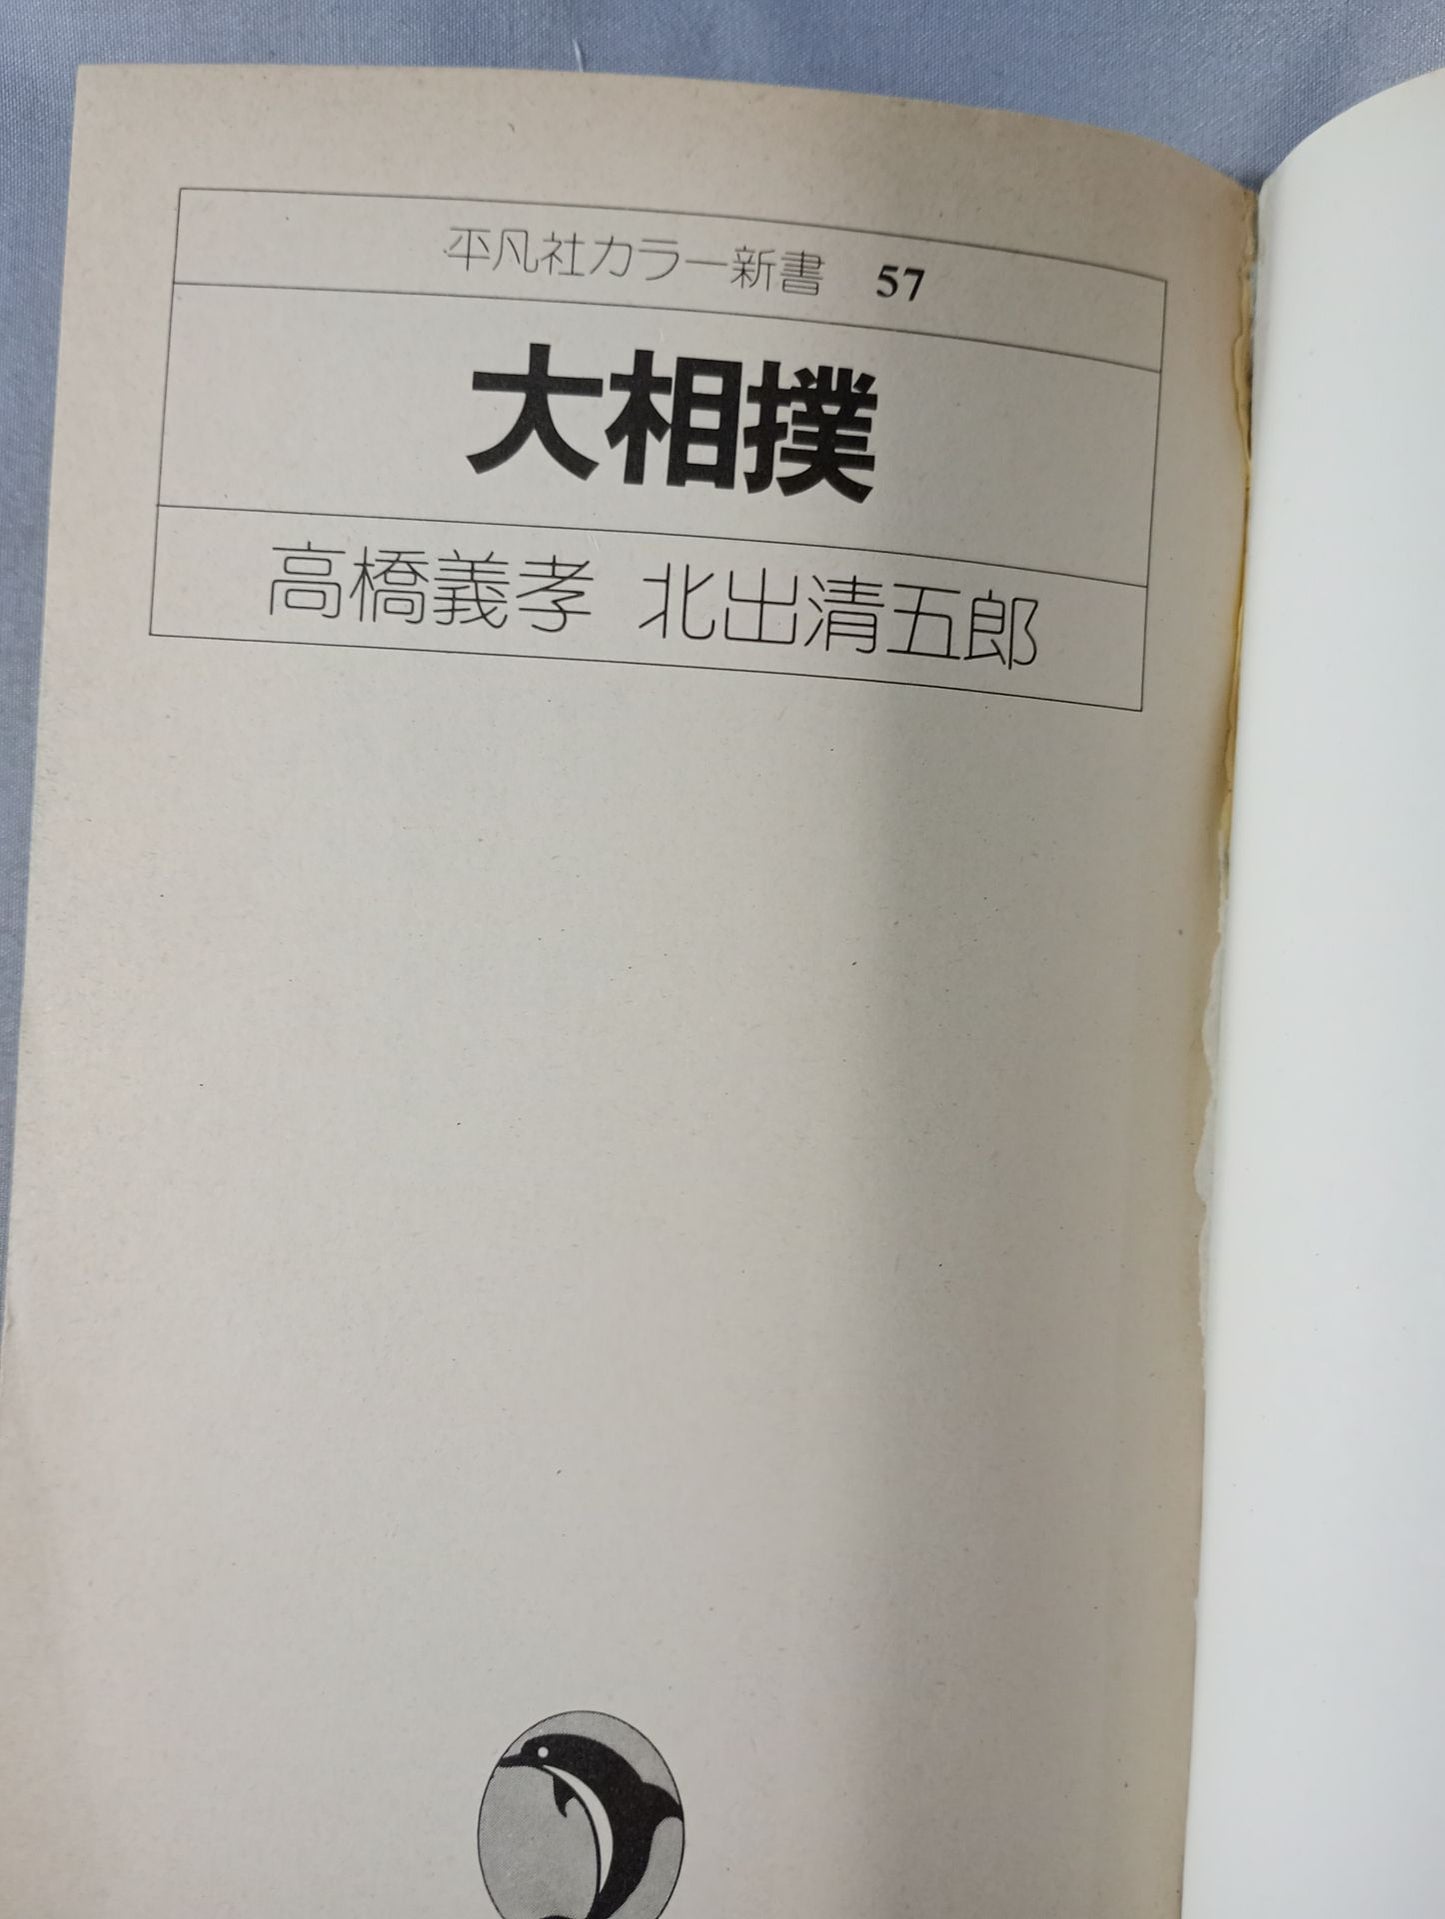 平凡社カラー新書 57
大相撲
高橋義孝 北出清五郎